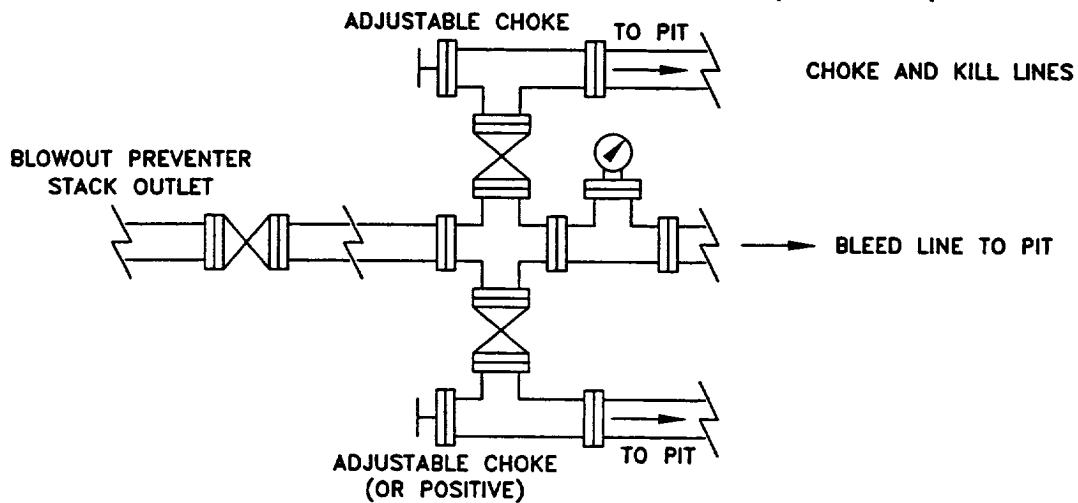 ADJUSTABLE CHOKE
TO PIT
CHOKE AND KILL LINES
BLOWOUT PREVENTER
STACK OUTLET
BLEED LINE TO PIT
TO PIT
ADJUSTABLE CHOKE
(OR POSITIVE)